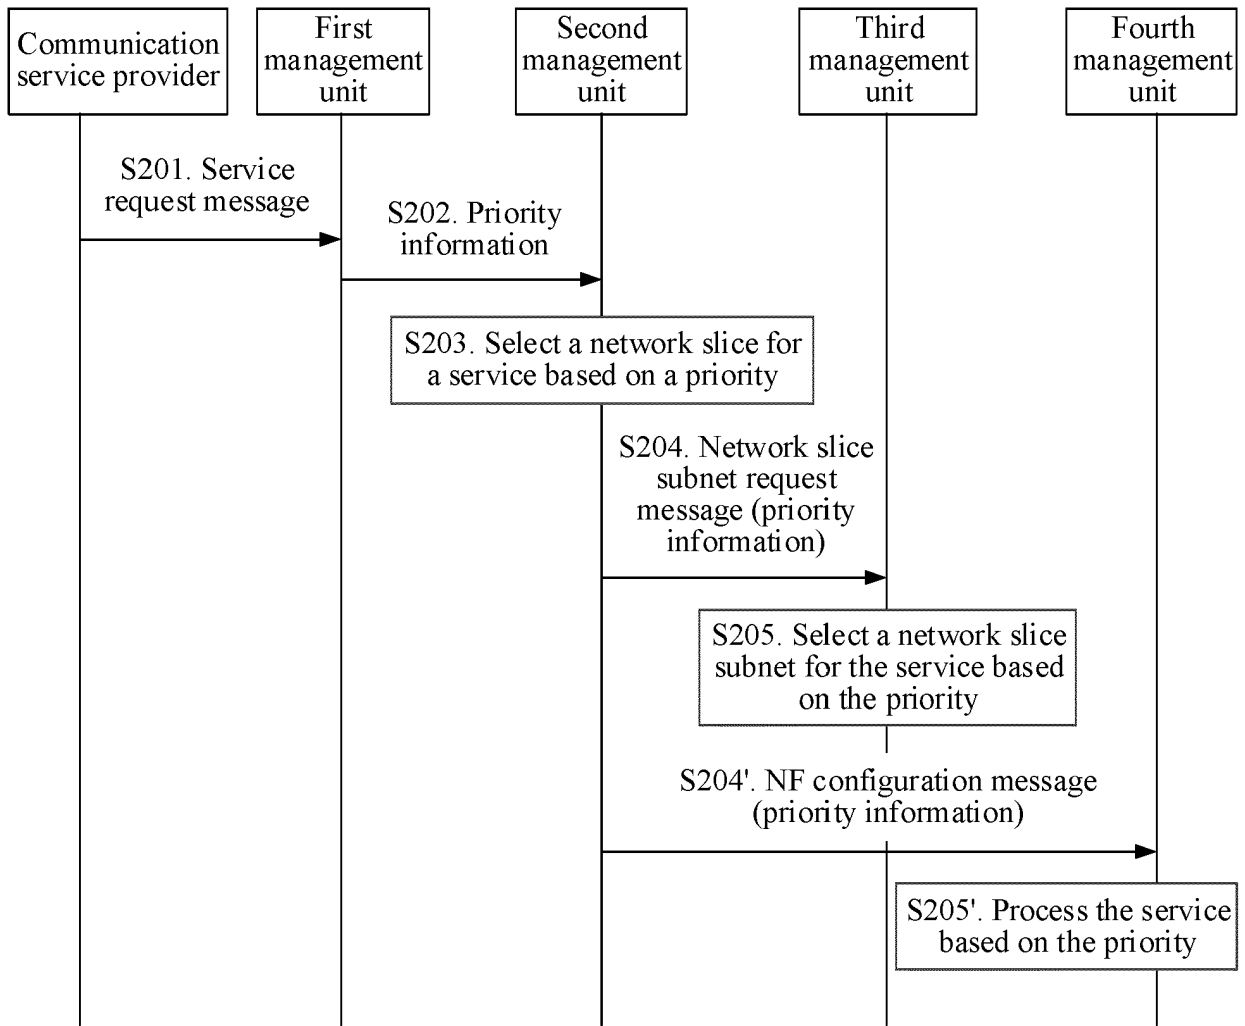 Communication
service provider
First
management
unit
Second
management
unit
Third
management
unit
Fourth
management
unit
S201. Service
request message
S202. Priority
information
S203. Select a network slice for
a service based on a priority
S204. Network slice
subnet request
message (priority
information)
S205. Select a network slice
subnet for the service based
on the priority
S204'. NF configuration message
(priority information)
S205'. Process the service
based on the priority